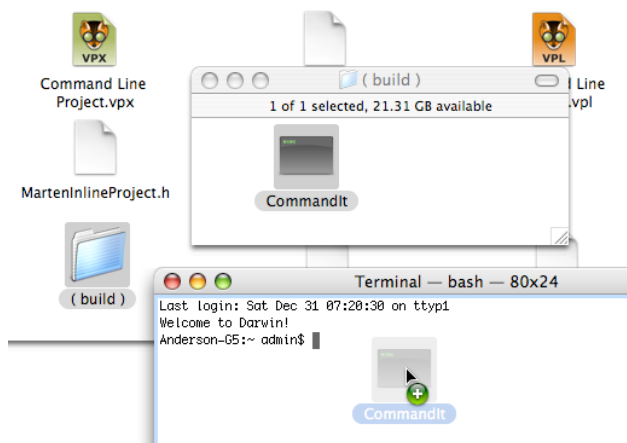 VPX
VPL
Command Line
Project.vpx
( build )
Line
.vpl
1 of 1 selected, 21.31 GB available
exec
CommandIt
MartenInlineProject.h
( build )
Terminal — bash — 80x24
Last login: Sat Dec 31 07:20:30 on ttyp1
Welcome to Darwin!
Anderson-G5:~ admin$
CommandIt